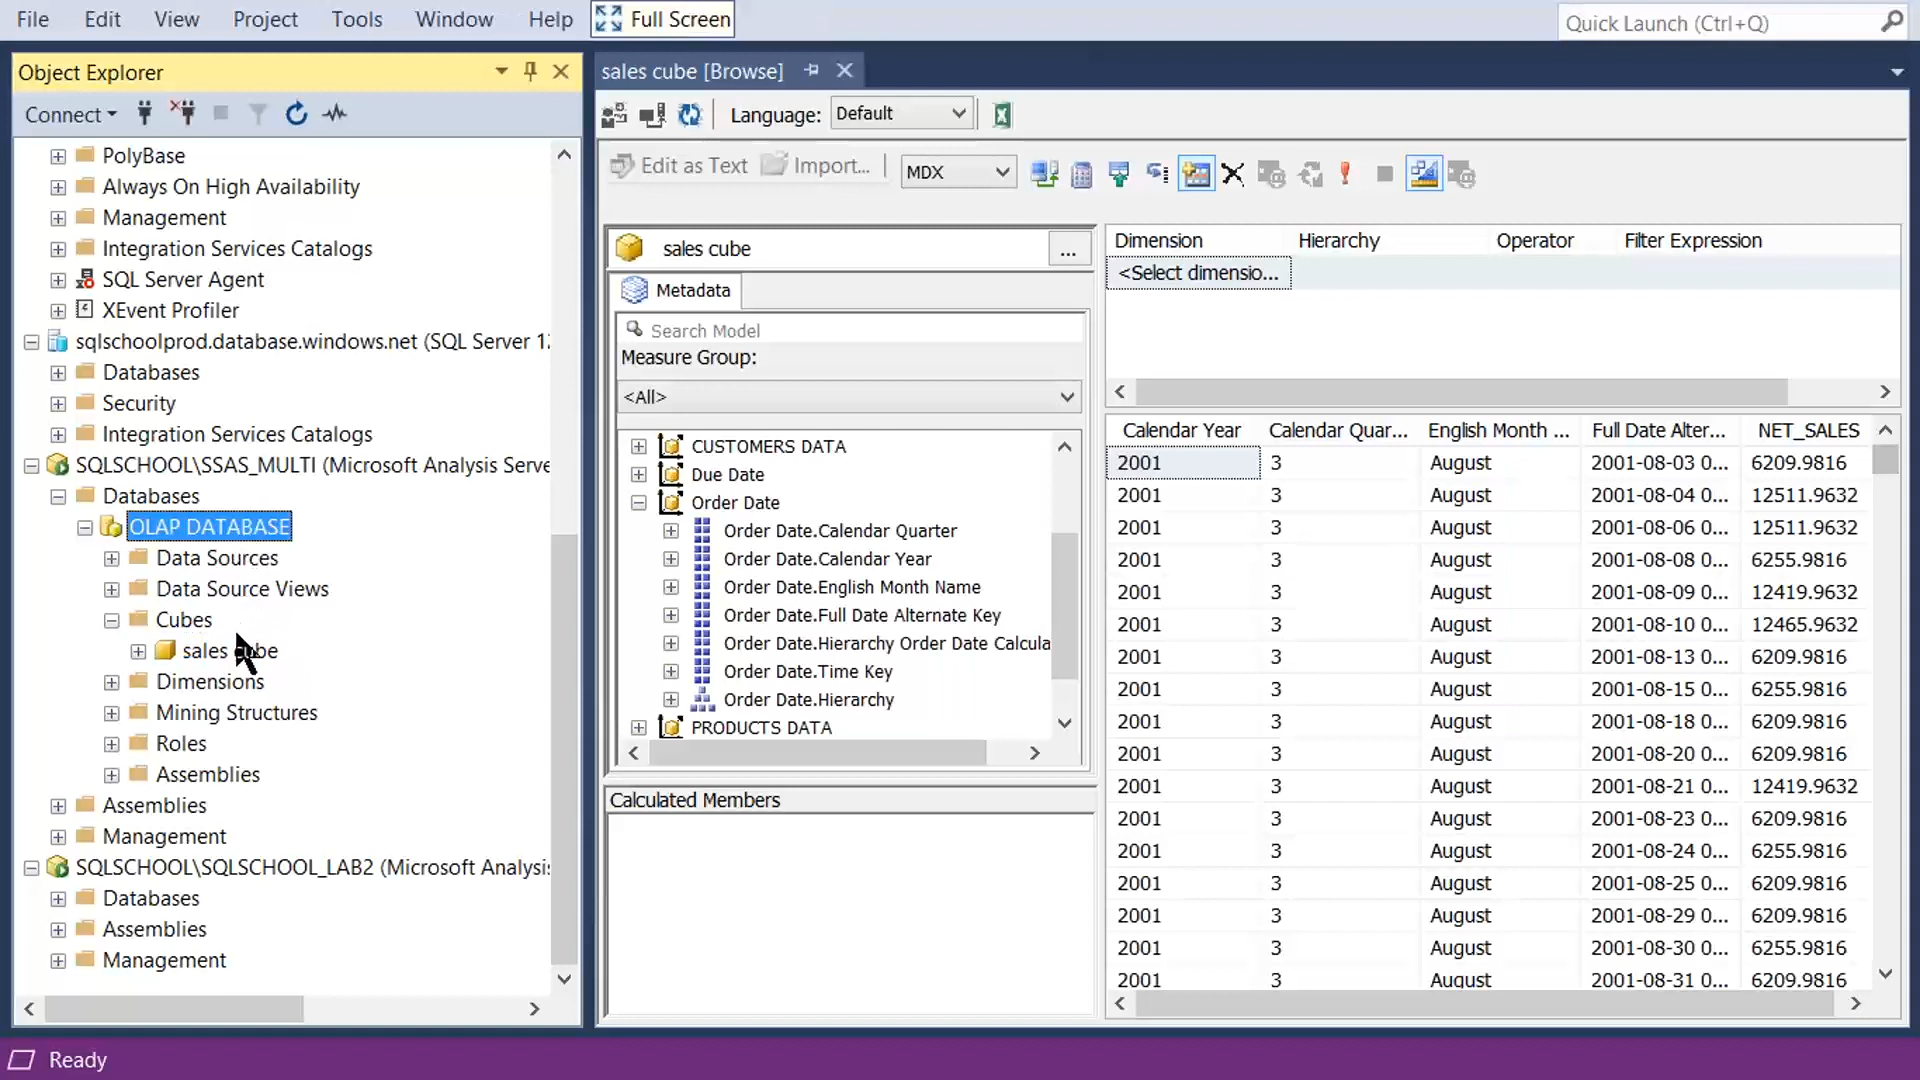 File Edit View Project Tools Window Help Full Screen
Quick Launch (Ctrl+Q)
Object Explorer
Connect
PolyBase
Always On High Availability
Management
Integration Services Catalogs
SQL Server Agent
XEvent Profiler
sqlschoolprod.database.windows.net (SQL Server 12
Databases
Security
Integration Services Catalogs
SQLSCHOOL\SSAS_MULTI (Microsoft Analysis Serve
Databases
OLAP DATABASE
Data Sources
Data Source Views
Cubes
sales cube
Dimensions
Mining Structures
Roles
Assemblies
Assemblies
Management
SQLSCHOOL\SQLSCHOOL_LAB2 (Microsoft Analysis
Databases
Assemblies
Management
sales cube [Browse]
Language: Default
Edit as Text Import... MDX
sales cube ...
Metadata
Search Model
Measure Group:
<All>
CUSTOMERS DATA
Due Date
Order Date
Order Date.Calendar Quarter
Order Date.Calendar Year
Order Date.English Month Name
Order Date.Full Date Alternate Key
Order Date.Hierarchy Order Date Calcula
Order Date.Time Key
Order Date.Hierarchy
PRODUCTS DATA
Calculated Members
Dimension Hierarchy Operator Filter Expression
<Select dimensio...
Calendar Year Calendar Quar... English Month ... Full Date Alter... NET_SALES
2001 3 August 2001-08-03 0... 6209.9816
2001 3 August 2001-08-04 0... 12511.9632
2001 3 August 2001-08-06 0... 12511.9632
2001 3 August 2001-08-08 0... 6255.9816
2001 3 August 2001-08-09 0... 12419.9632
2001 3 August 2001-08-10 0... 12465.9632
2001 3 August 2001-08-13 0... 6209.9816
2001 3 August 2001-08-15 0... 6255.9816
2001 3 August 2001-08-18 0... 6209.9816
2001 3 August 2001-08-20 0... 6209.9816
2001 3 August 2001-08-21 0... 12419.9632
2001 3 August 2001-08-23 0... 6209.9816
2001 3 August 2001-08-24 0... 6255.9816
2001 3 August 2001-08-25 0... 6209.9816
2001 3 August 2001-08-29 0... 6209.9816
2001 3 August 2001-08-30 0... 6255.9816
2001 3 August 2001-08-31 0... 6209.9816
Ready